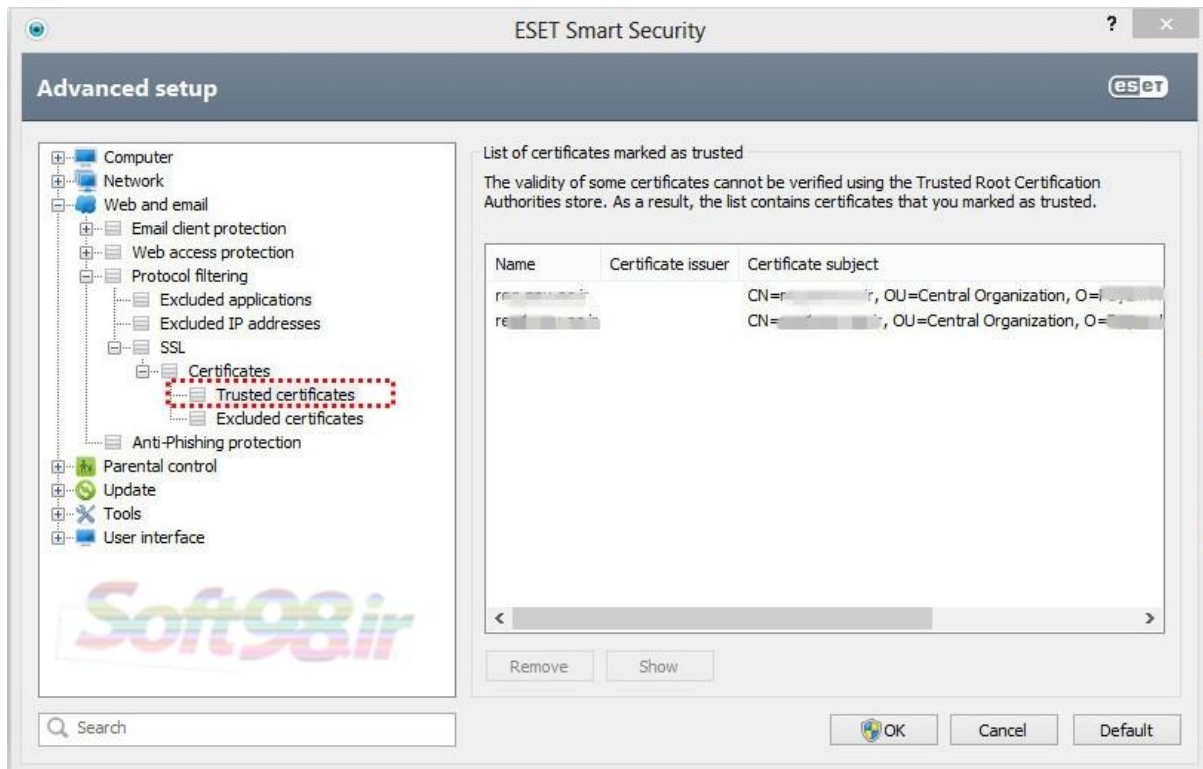 ESET Smart Security
?
Advanced setup
eset
Computer
Network
Web and email
Email client protection
Web access protection
Protocol filtering
Excluded applications
Excluded IP addresses
SSL
Certificates
Trusted certificates
Excluded certificates
Anti-Phishing protection
Parental control
Update
Tools
User interface
Soft98.ir
Search
List of certificates marked as trusted
The validity of some certificates cannot be verified using the Trusted Root Certification
Authorities store. As a result, the list contains certificates that you marked as trusted.
Name Certificate issuer Certificate subject
OU=Central Organization,
OU=Central Organization,
Remove Show
OK Cancel Default